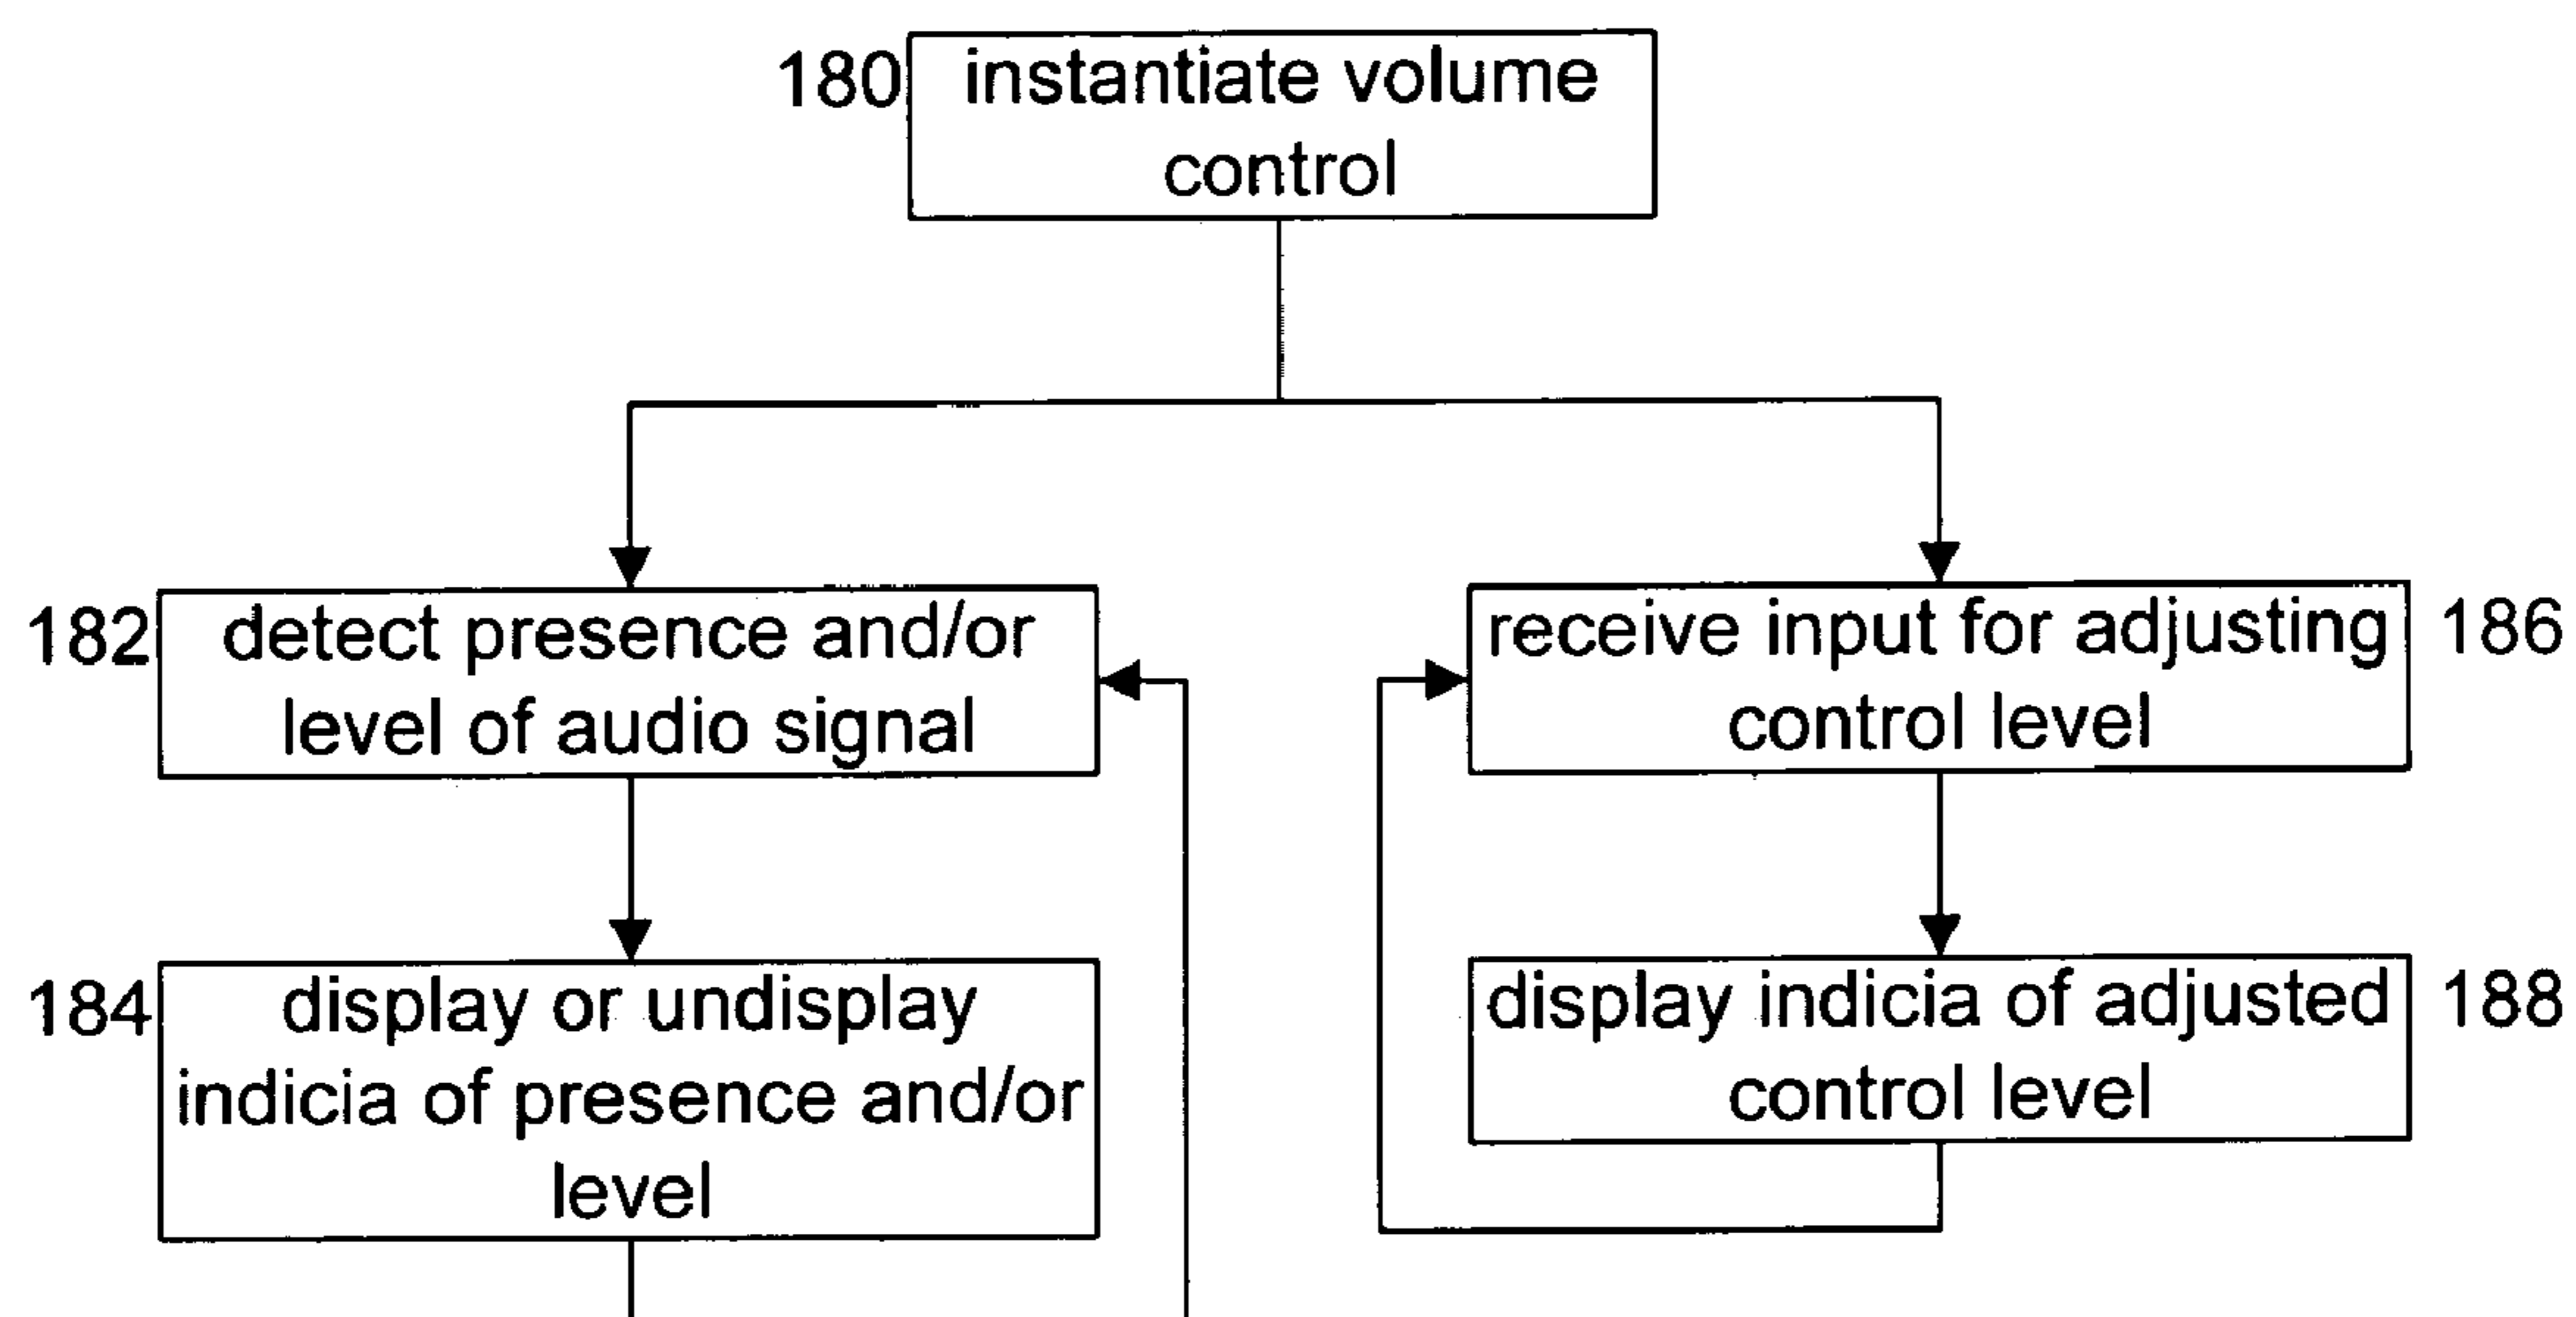 180
instantiate volume
control
182
detect presence and/or
level of audio signal
receive input for adjusting
control level
186
184
display or undisplay
indicia of presence and/or
level
display indicia of adjusted
control level
188